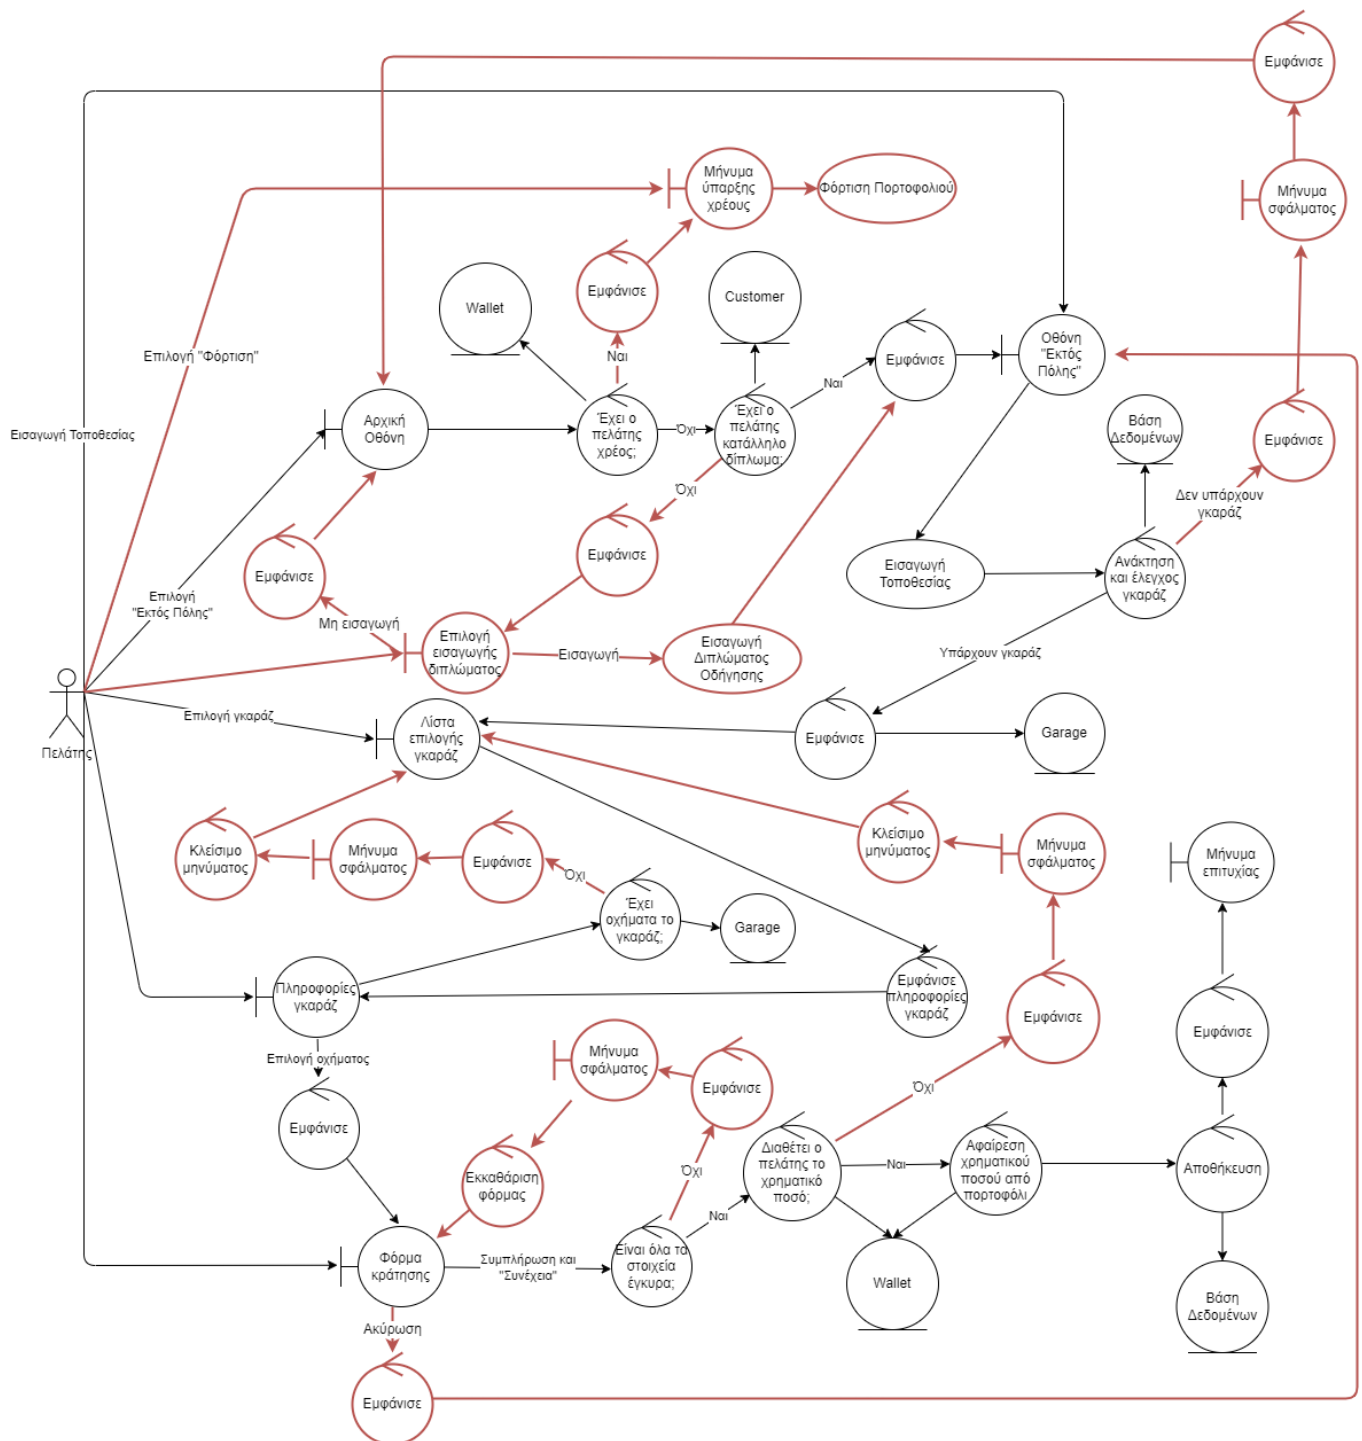 Εμφάνισε
Μήνυμα
ύπαρξης
χρέους
Φόρτιση Πορτοφολιού
Μήνυμα
σφάλματος
Εμφάνισε
Wallet
Customer
Εμφάνισε
Οθόνη
"Εκτός
Πόλης"
Επιλογή "Φόρτιση"
Ναι
Ναι
Εισαγωγή Τοποθεσίας
Αρχική
Οθόνη
Έχει ο
πελάτης
χρέος;
Όχι
Έχει ο
πελάτης
κατάλληλο
δίπλωμα;
Βάση
Δεδομένων
Εμφάνισε
Όχι
Δεν υπάρχουν
γκαράζ
Εμφάνισε
Εμφάνισε
Εισαγωγή
Τοποθεσίας
Ανάκτηση
και έλεγχος
γκαράζ
Επιλογή
"Εκτός Πόλης"
Μη εισαγωγή
Επιλογή
εισαγωγής
διπλώματος
Εισαγωγή
Εισαγωγή
Διπλώματος
Οδήγησης
Υπάρχουν γκαράζ
Πελάτης
Επιλογή γκαράζ
Λίστα
επιλογής
γκαράζ
Εμφάνισε
Garage
Κλείσιμο
μηνύματος
Μήνυμα
σφάλματος
Εμφάνισε
Όχι
Κλείσιμο
μηνύματος
Μήνυμα
σφάλματος
Μήνυμα
επιτυχίας
Έχει
οχήματα το
γκαράζ;
Garage
Πληροφορίες
γκαράζ
Εμφάνισε
πληροφορίες
γκαράζ
Εμφάνισε
Εμφάνισε
Επιλογή οχήματος
Μήνυμα
σφάλματος
Εμφάνισε
Όχι
Εμφάνισε
Εκκαθάριση
φόρμας
Όχι
Διαθέτει ο
πελάτης το
χρηματικό
ποσό;
Ναι
Αφαίρεση
χρηματικού
ποσού από
πορτοφόλι
Αποθήκευση
Ναι
Φόρμα
κράτησης
Συμπλήρωση και
"Συνέχεια"
Είναι όλα τα
στοιχεία
έγκυρα;
Wallet
Βάση
Δεδομένων
Ακύρωση
Εμφάνισε